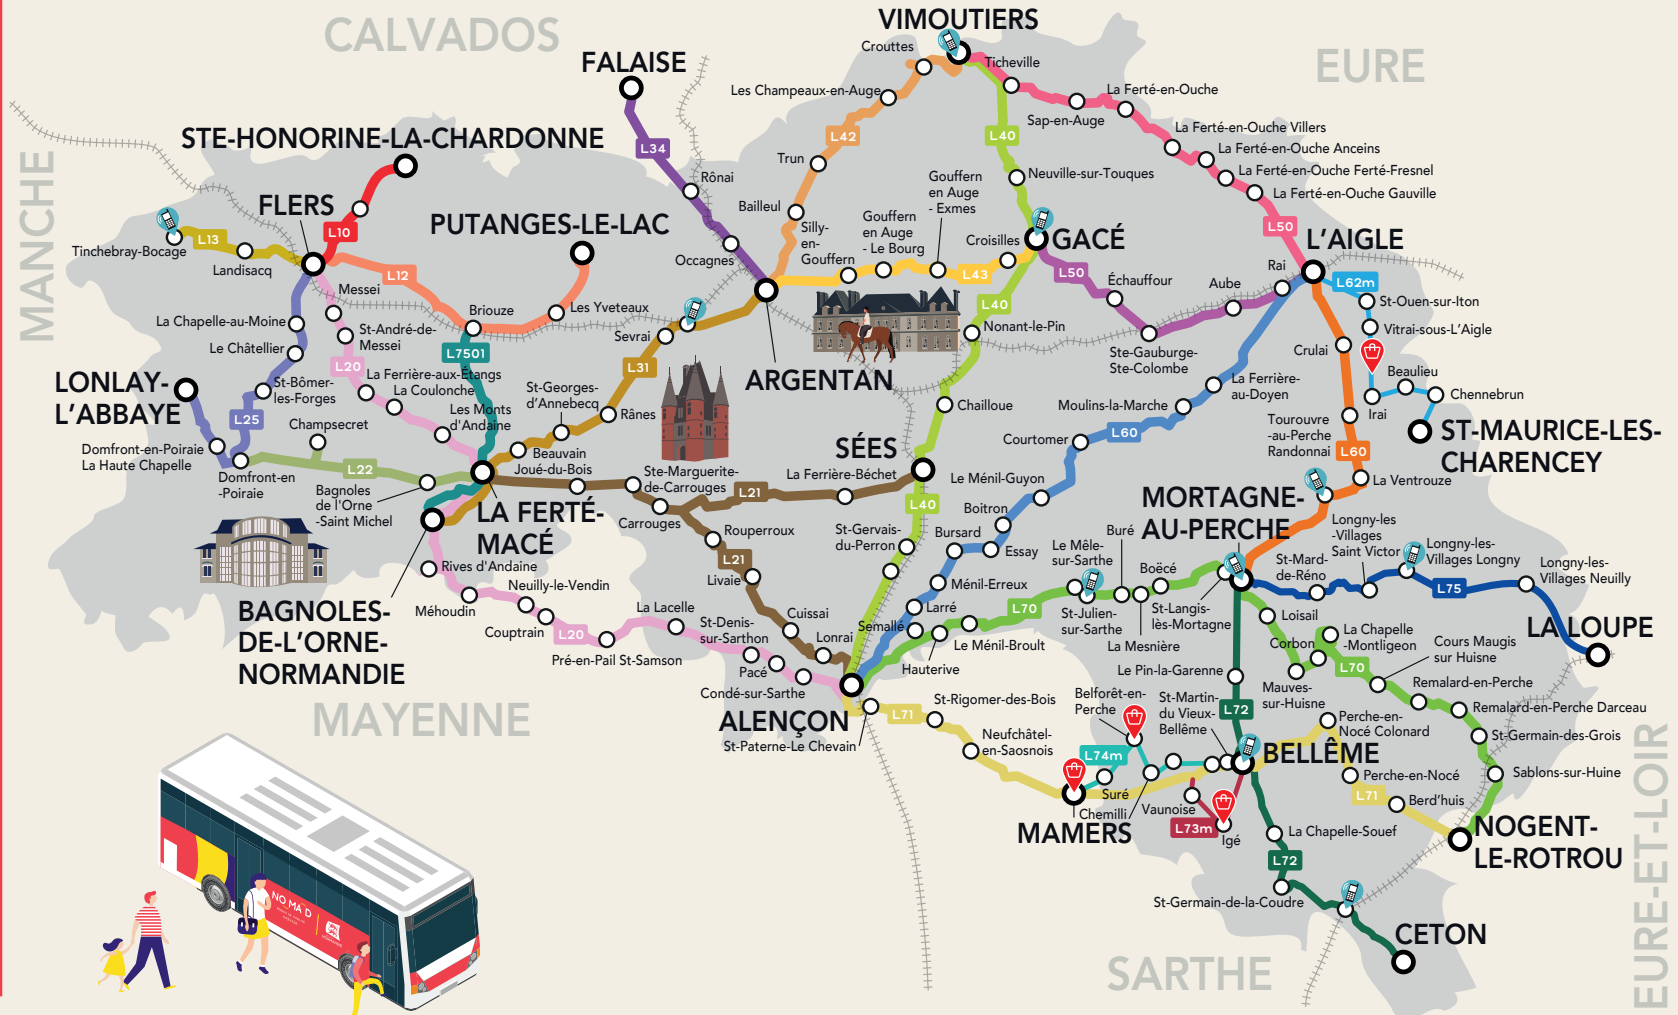 CALVADOS
EURE
MANCHE
MAYENNE
SARTHE
EURE-ET-LOIR
VIMOUTIERS
Crouttes
Ticheville
FALAISE
Les Champeaux-en-Auge
La Ferté-en-Ouche
Sap-en-Auge
La Ferté-en-Ouche Villers
La Ferté-en-Ouche Anceins
La Ferté-en-Ouche Ferté-Fresnel
La Ferté-en-Ouche Gauville
STE-HONORINE-LA-CHARDONNE
L34
L42
L40
Trun
Rônai
Neuville-sur-Touques
Gouffern
en Auge
- Exmes
FLERS
L10
L13
Tinchebray-Bocage
Landisacq
PUTANGES-LE-LAC
Bailleul
Silly-
en-
Gouffern
Gouffern
en Auge
- Le Bourg
Croisilles
GACÉ
L50
L'AIGLE
Occagnes
L12
L43
L50
Échauffour
Aube
Rai
L62m
St-Ouen-sur-Iton
Vitrai-sous-L'Aigle
Messei
La Chapelle-au-Moine
St-André-de-
Messei
Briouze
Les Yveteaux
Sevrai
L40
Nonant-le-Pin
Ste-Gauburge-
Ste-Colombe
Crulai
Le Châtellier
L7501
L20
La Ferrière-aux-Étangs
La Coulonche
L31
ARGENTAN
Beaulieu
Chennebrun
Irai
LONLAY-
L'ABBAYE
St-Bômer-
les-Forges
L25
Les Monts
d'Andaine
St-Georges-
d'Annebecq
Rânes
Chailloue
La Ferrière-
au-Doyen
Moulins-la-Marche
L60
Tourouvre
-au-Perche
Randonnai
L60
ST-MAURICE-LES-
CHARENCEY
Champsecret
Domfront-en-Poiraie
La Haute Chapelle
Domfront-en
-Poiraie
L22
Beauvain
Joué-du-Bois
SÉES
Courtomer
Bagnoles
de l'Orne
-Saint Michel
Ste-Marguerite-
de-Carrouges
La Ferrière-Béchet
L21
L40
Le Ménil-Guyon
La Ventrouze
MORTAGNE-
AU-PERCHE
LA FERTÉ-
MACÉ
Carrouges
Rouperroux
Boitron
Longny-les
-Villages
Saint Victor
Bursard
Essay
St-Gervais-
du-Perron
Le Mêle-
sur-Sarthe
Buré
Boëcé
St-Mard-
de-Réno
Longny-les-
Villages Longny
L75
Longny-les-
Villages Neuilly
Rives d'Andaine
L21
Livaie
Ménil-Erreux
Neuilly-le-Vendin
Méhoudin
Couptrain
BAGNOLES-
DE-L'ORNE-
NORMANDIE
L20
Pré-en-Pail St-Samson
La Lacelle
St-Denis-
sur-Sarthon
Cuissai
Lonrai
Larré
Semallé
L70
St-Julien-
sur-Sarthe
St-Langis-
lès-Mortagne
La Mesnière
Le Ménil-Broult
Hauterive
Loisail
Corbon
La Chapelle
-Montligeon
L70
Cours Maugis
sur Huisne
LA LOUPE
Pacé
Condé-sur-Sarthe
ALENÇON
St-Paterne-Le Chevain
Le Pin-la-Garenne
Mauves-
sur-Huisne
Remalard-en-Perche
Remalard-en-Perche Darceau
L71
St-Rigomer-des-Bois
Belforêt-en-
Perche
St-Martin-
du Vieux-
Bellême
L72
Perche-en-
Nocé Colonard
St-Germain-des-Grois
Neufchâtel-
en-Saosnois
L74m
BELLÊME
Perche-en-Nocé
Sablons-sur-Huine
Suré
Chemilli
Vaunoise
L71
Berd'huis
MAMERS
L73m
Igé
La Chapelle-Souef
NOGENT-
LE-ROTROU
L72
St-Germain-de-la-Coudre
CETON
NOMAD